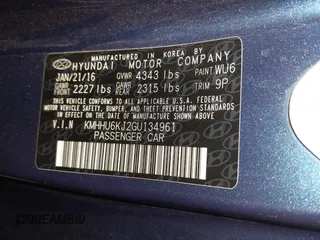 MANUFACTURED IN KOREA BY
HYUNDAI MOTOR COMPANY
JAN/21/16 GVWR 4343 lbs PAINT WU6
FRONT 2227 lbs REAR 2315 lbs TRIM 9P
THIS VEHICLE CONFORMS TO ALL APPLICABLE
FEDERAL MOTOR VEHICLE SAFETY, BUMPER,
AND THEFT PREVENTION STANDARDS IN EFFECT
ON THE DATE OF MANUFACTURE SHOWN ABOVE.
V.I.N KMHHU6KJ2GU134961
PASSENGER CAR